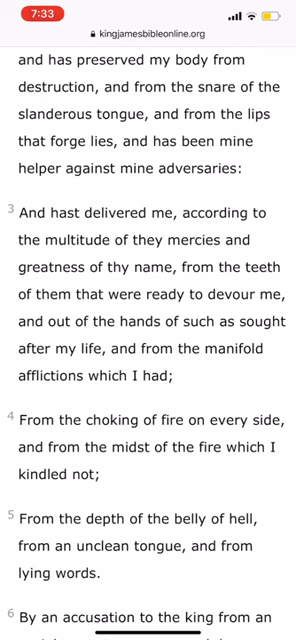 7:33
kingjamesbibleonline.org
and has preserved my body from
destruction, and from the snare of the
slanderous tongue, and from the lips
that forge lies, and has been mine
helper against mine adversaries:
3 And hast delivered me, according to
the multitude of they mercies and
greatness of thy name, from the teeth
of them that were ready to devour me,
and out of the hands of such as sought
after my life, and from the manifold
afflictions which I had;
4 From the choking of fire on every side,
and from the midst of the fire which I
kindled not;
5 From the depth of the belly of hell,
from an unclean tongue, and from
lying words.
6 By an accusation to the king from an